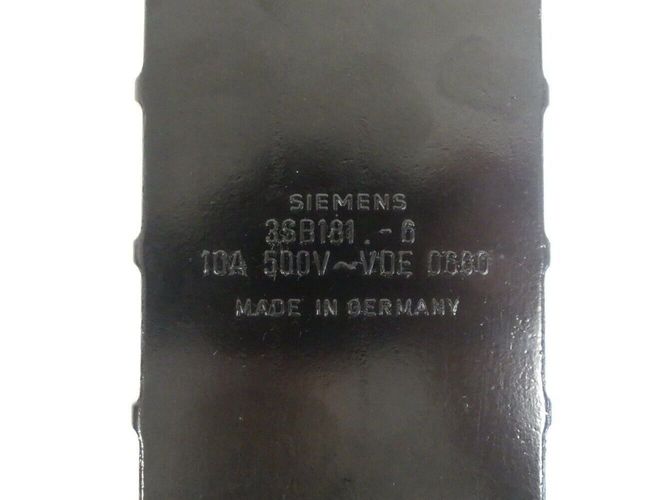 SIEMENS
3SB181 . - 6
10A 500V ~ VDE 0660
MADE IN GERMANY